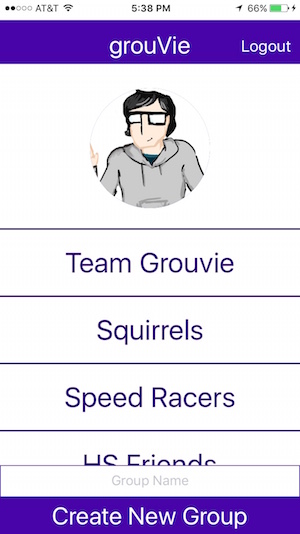 AT&T 5:38 PM 66%
grouVie Logout
Team Grouvie
Squirrels
Speed Racers
HS Friends
Group Name
Create New Group